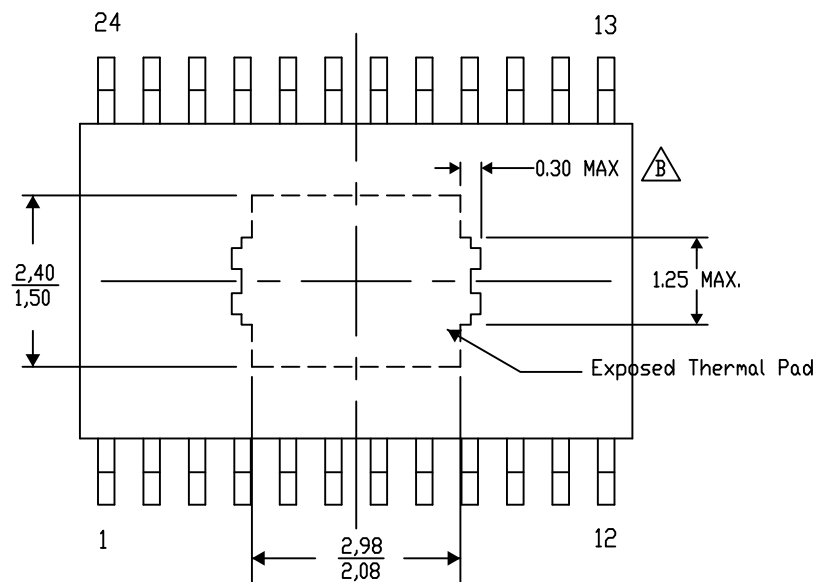 24
13
0.30 MAX
B
2,40
1,50
1.25 MAX.
Exposed Thermal Pad
1
12
2,98
2,08